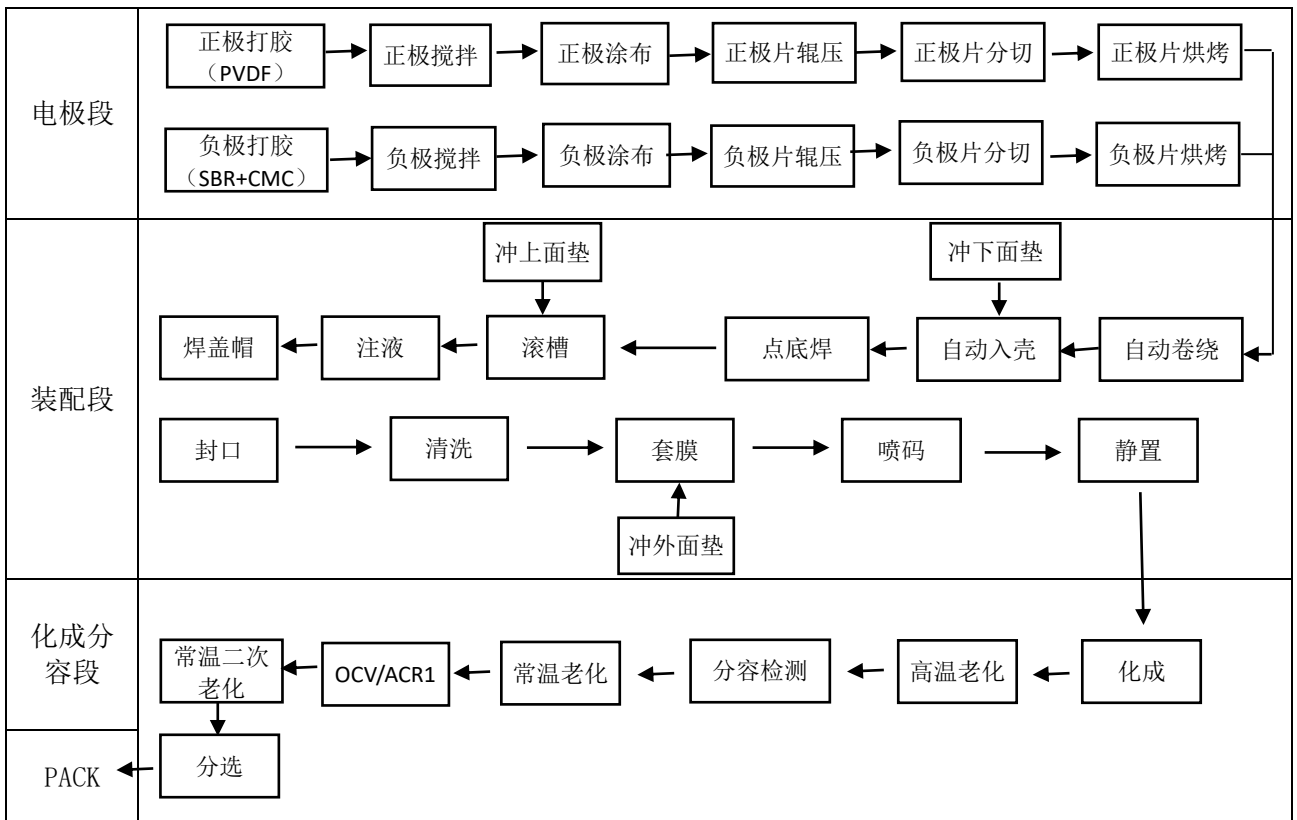 电极段
正极打胶
（PVDF）
正极搅拌
正极涂布
正极片辊压
正极片分切
正极片烘烤
负极打胶
（SBR+CMC）
负极搅拌
负极涂布
负极片辊压
负极片分切
负极片烘烤
装配段
冲上面垫
冲下面垫
焊盖帽
注液
滚槽
点底焊
自动入壳
自动卷绕
封口
清洗
套膜
喷码
静置
冲外面垫
化成分
容段
常温二次
老化
OCV/ACR1
常温老化
分容检测
高温老化
化成
PACK
分选